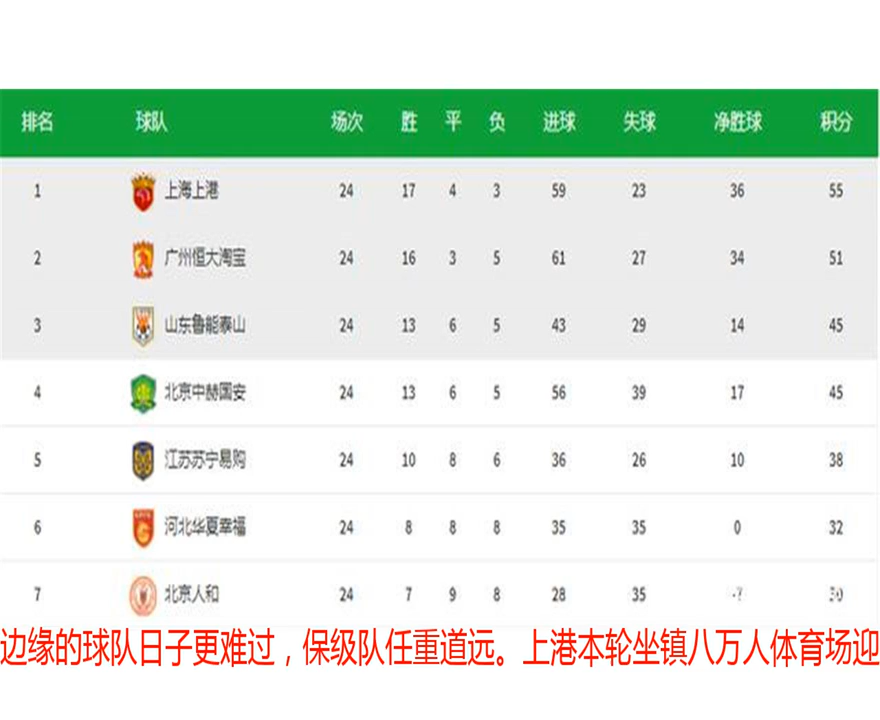 排名 球队 场次 胜 平 负 进球 失球 净胜球 积分
1 上海上港 24 17 4 3 59 23 36 55
2 广州恒大淘宝 24 16 3 5 61 27 34 51
3 山东鲁能泰山 24 13 6 5 43 29 14 45
4 北京中赫国安 24 13 6 5 56 39 17 45
5 江苏苏宁易购 24 10 8 6 36 26 10 38
6 河北华夏幸福 24 8 8 8 35 35 0 32
7 北京人和 24 7 9 8 28 35 -7 30
边缘的球队日子更难过，保级队任重道远。上港本轮坐镇八万人体育场迎